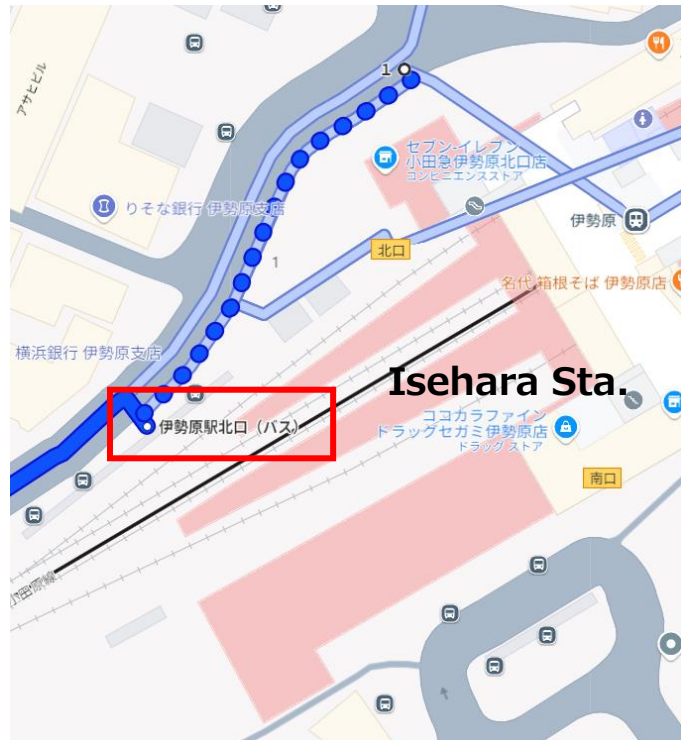 アサヒビル
1
セブン-イレブン
小田急伊勢原北口店
コンビニエンスストア
りそな銀行 伊勢原支店
伊勢原
北口
1
名代 箱根そば 伊勢原店
横浜銀行 伊勢原支店
Isehara Sta.
伊勢原駅北口（バス）
ココカラファイン
ドラッグセガミ伊勢原店
ドラッグ ストア
南口
小田原線